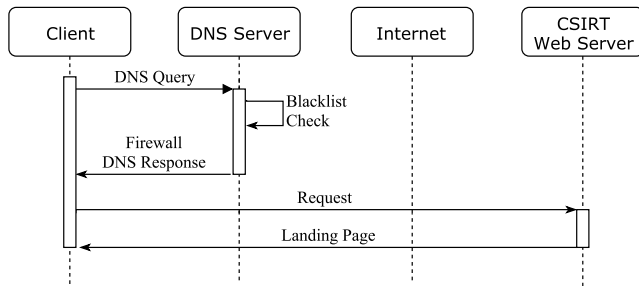 Client
DNS Server
Internet
CSIRT
Web Server
DNS Query
Blacklist
Check
Firewall
DNS Response
Request
Landing Page